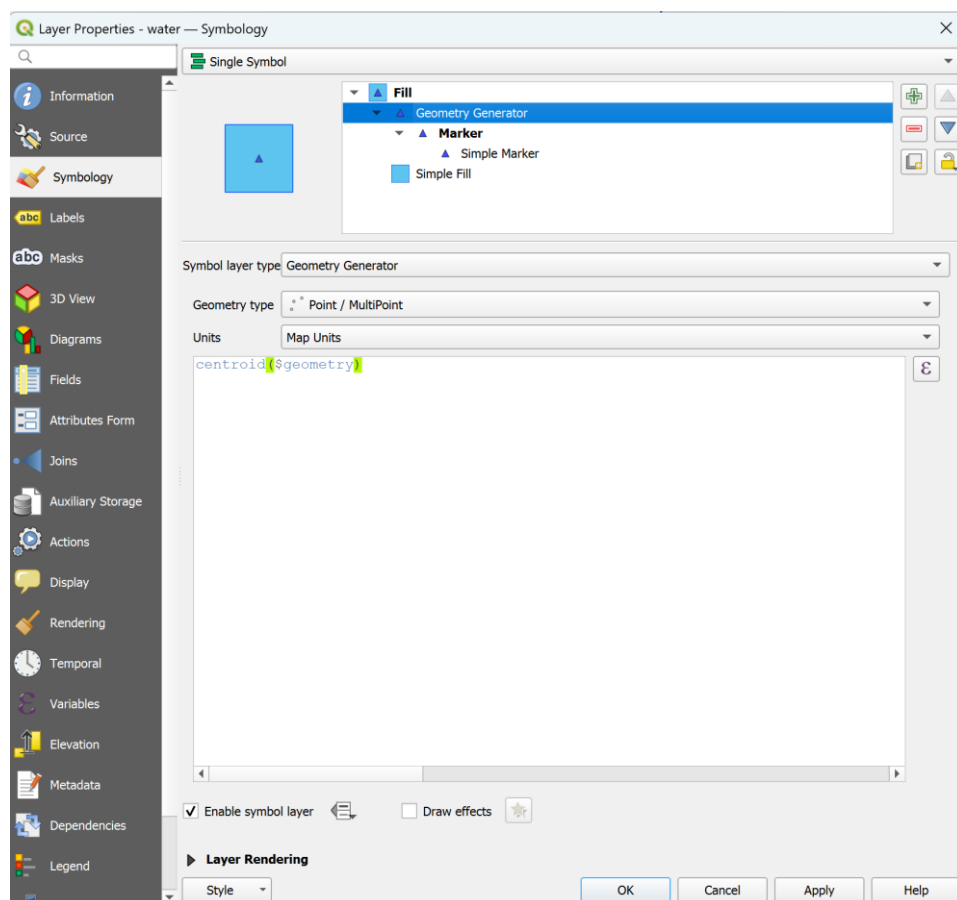 Layer Properties - water — Symbology
Single Symbol
Information
Source
Symbology
abc Labels
abc Masks
3D View
Diagrams
Fields
Attributes Form
Joins
Auxiliary Storage
Actions
Display
Rendering
Temporal
Variables
Elevation
Metadata
Dependencies
Legend
Fill
Geometry Generator
Marker
Simple Marker
Simple Fill
Symbol layer type Geometry Generator
Geometry type Point / MultiPoint
Units Map Units
centroid($geometry)
ε
Enable symbol layer Draw effects
Layer Rendering
Style OK Cancel Apply Help